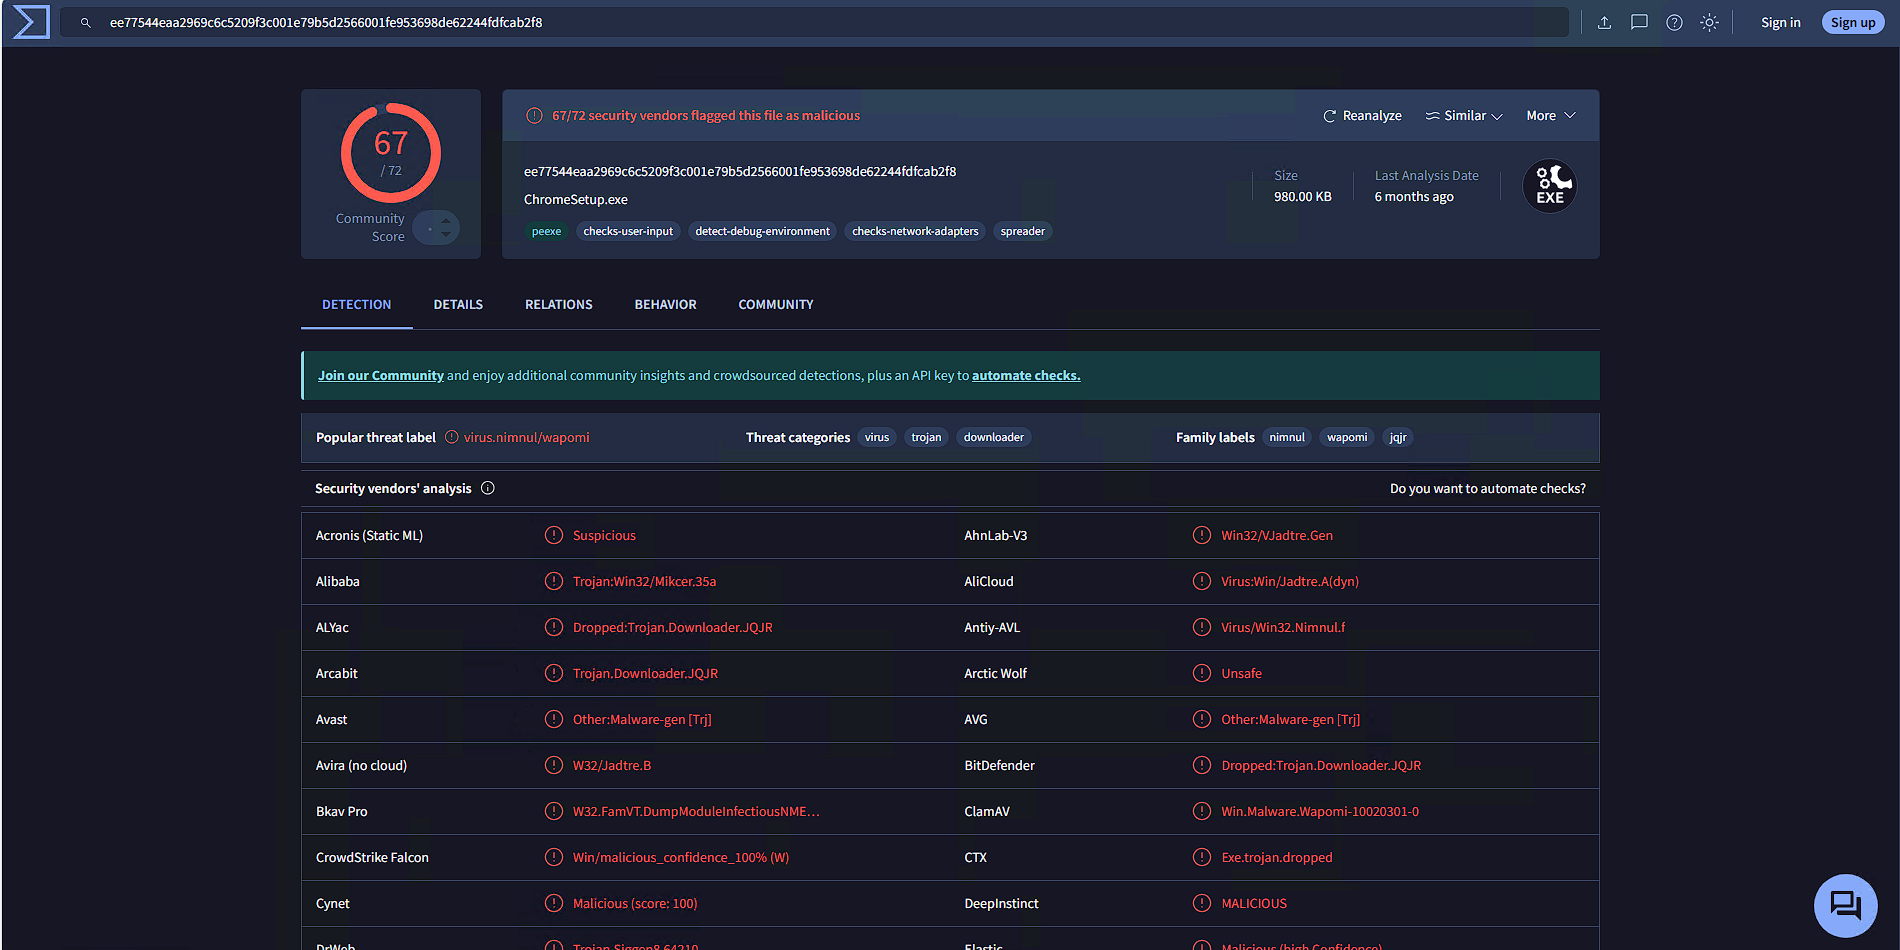 ee77544eaa2969c6c5209f3c001e79b5d2566001fe953698de62244fdfcab2f8
Sign in
Sign up
67
/ 72
Community
Score
67/72 security vendors flagged this file as malicious
Reanalyze
Similar
More
ee77544eaa2969c6c5209f3c001e79b5d2566001fe953698de62244fdfcab2f8
ChromeSetup.exe
Size
980.00 KB
Last Analysis Date
6 months ago
EXE
peexe
checks-user-input
detect-debug-environment
checks-network-adapters
spreader
DETECTION
DETAILS
RELATIONS
BEHAVIOR
COMMUNITY
Join our Community and enjoy additional community insights and crowdsourced detections, plus an API key to automate checks.
Popular threat label virus.nimnul/wapomi
Threat categories virus trojan downloader
Family labels nimnul wapomi jqjr
Security vendors' analysis
Do you want to automate checks?
Acronis (Static ML) Suspicious
AhnLab-V3 Win32/VJadtre.Gen
Alibaba Trojan:Win32/Mikcer.35a
AliCloud Virus:Win/Jadtre.A(dyn)
ALYac Dropped:Trojan.Downloader.JQJR
Antiy-AVL Virus/Win32.Nimnul.f
Arcabit Trojan.Downloader.JQJR
Arctic Wolf Unsafe
Avast Other:Malware-gen [Trj]
AVG Other:Malware-gen [Trj]
Avira (no cloud) W32/Jadtre.B
BitDefender Dropped:Trojan.Downloader.JQJR
Bkav Pro W32.FamVT.DumpModuleInfectiousNME...
ClamAV Win.Malware.Wapomi-10020301-0
CrowdStrike Falcon Win/malicious_confidence_100% (W)
CTX Exe.trojan.dropped
Cynet Malicious (score: 100)
DeepInstinct MALICIOUS
DrWeb Trojan.Siggen8.64210
Elastic Malicious (high Confidence)